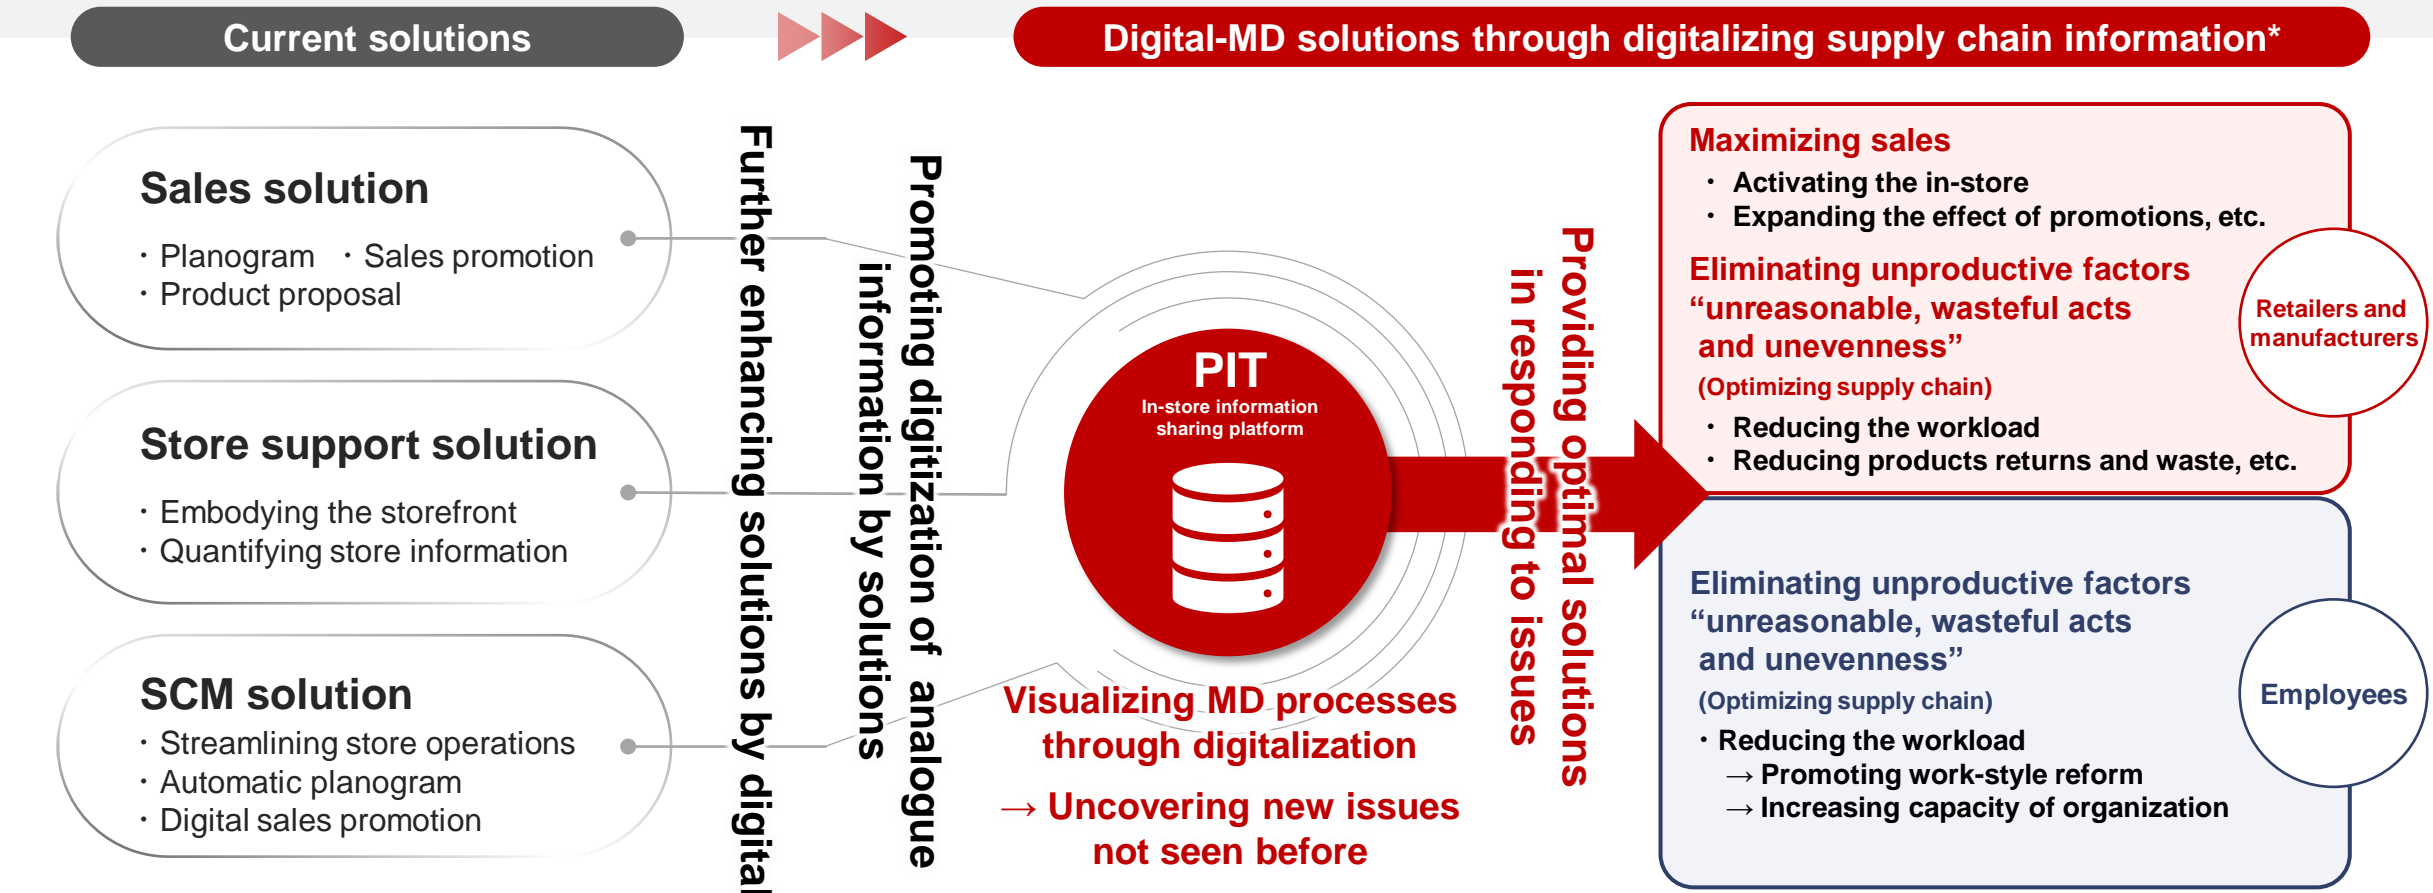 Current solutions
Digital-MD solutions through digitalizing supply chain information*
Sales solution
・Planogram ・Sales promotion
・Product proposal
Store support solution
・Embodying the storefront
・Quantifying store information
SCM solution
・Streamlining store operations
・Automatic planogram
・Digital sales promotion
Further enhancing solutions by digital
Promoting digitization of analogue
information by solutions
PIT
In-store information
sharing platform
Visualizing MD processes
through digitalization
→ Uncovering new issues
not seen before
Providing optimal solutions
in responding to issues
Maximizing sales
・ Activating the in-store
・ Expanding the effect of promotions, etc.
Eliminating unproductive factors
“unreasonable, wasteful acts
and unevenness”
(Optimizing supply chain)
・ Reducing the workload
・ Reducing products returns and waste, etc.
Retailers and
manufacturers
Eliminating unproductive factors
“unreasonable, wasteful acts
and unevenness”
(Optimizing supply chain)
・Reducing the workload
→ Promoting work-style reform
→ Increasing capacity of organization
Employees